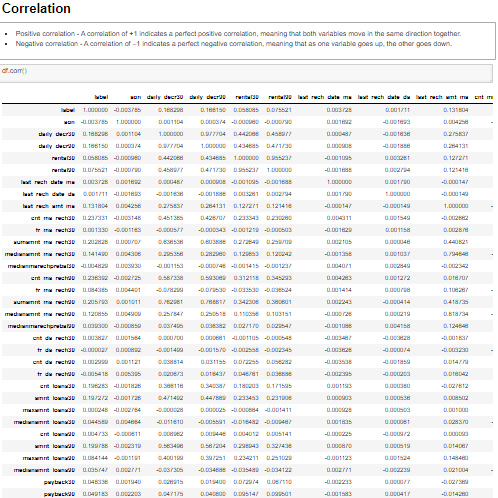 Correlation
• Positive correlation - A correlation of +1 indicates a perfect positive correlation, meaning that both variables move in the same direction together.
• Negative correlation - A correlation of –1 indicates a perfect negative correlation, meaning that as one variable goes up, the other goes down.
df.corr()
label aon daily_decr30 daily_decr90 rental30 rental90 last_rech_date_ma last_rech_date_da last_rech_amt_ma
label 1.000000 -0.003785 0.168298 0.166150 0.058085 0.075521 0.003728 0.001711 0.131804
aon -0.003785 1.000000 0.001104 0.000374 -0.000960 -0.000790 0.001692 -0.001693 0.004256
daily_decr30 0.168298 0.001104 1.000000 0.977704 0.442066 0.458977 0.000487 -0.001636 0.275837
daily_decr90 0.166150 0.000374 0.977704 1.000000 0.434685 0.471730 0.000908 -0.001886 0.264131
rental30 0.058085 -0.000960 0.442066 0.434685 1.000000 0.955237 -0.001095 0.003261 0.127271
rental90 0.075521 -0.000790 0.458977 0.471730 0.955237 1.000000 -0.001688 0.002794 0.121416
last_rech_date_ma 0.003728 0.001692 0.000487 0.000908 -0.001095 -0.001688 1.000000 0.001790 -0.000147
last_rech_date_da 0.001711 -0.001693 -0.001636 -0.001886 0.003261 0.002794 0.001790 1.000000 -0.000149
last_rech_amt_ma 0.131804 0.004256 0.275837 0.264131 0.127271 0.121416 -0.000147 -0.000149 1.000000
cnt_ma_rech30 0.237331 -0.003148 0.451385 0.426707 0.233343 0.230260 0.004311 0.001549 -0.002662
fr_ma_rech30 0.001330 -0.001163 -0.000577 -0.000343 -0.001219 -0.000503 -0.001629 0.001158 0.002876
sumamnt_ma_rech30 0.202828 0.000707 0.636536 0.603886 0.272649 0.259709 0.002105 0.000046 0.440821
medianamnt_ma_rech30 0.141490 0.004306 0.295356 0.282960 0.129853 0.120242 -0.001358 0.001037 0.794646
medianmarechprebal30 -0.004829 0.003930 -0.001153 -0.000746 -0.001415 -0.001237 0.004071 0.002849 -0.002342
cnt_ma_rech90 0.236392 -0.002725 0.587338 0.593069 0.312118 0.345293 0.004263 0.001272 0.016707
fr_ma_rech90 0.084385 0.004401 -0.078299 -0.079530 -0.033530 -0.036524 0.001414 0.000798 0.106267
sumamnt_ma_rech90 0.205793 0.001011 0.762981 0.768817 0.342306 0.360601 0.002243 -0.000414 0.418735
medianamnt_ma_rech90 0.120855 0.004909 0.257847 0.250518 0.110356 0.103151 -0.000726 0.000219 0.818734
medianmarechprebal90 0.039300 -0.000859 0.037495 0.036382 0.027170 0.029547 -0.001086 0.004158 0.124646
cnt_da_rech30 0.003827 0.001564 0.000700 0.000661 -0.001105 -0.000548 -0.003467 -0.003628 -0.001837
fr_da_rech30 -0.000027 0.000892 -0.001499 -0.001570 -0.002558 -0.002345 -0.003626 -0.000074 -0.003230
cnt_da_rech90 0.002999 0.001121 0.038814 0.031155 0.072255 0.056282 -0.003538 -0.001859 0.014779
fr_da_rech90 -0.005418 0.005395 0.020673 0.016437 0.046761 0.036886 -0.002395 -0.000203 0.016042
cnt_loans30 0.196283 -0.001826 0.366116 0.340387 0.180203 0.171595 0.001193 0.000380 -0.027612
amnt_loans30 0.197272 -0.001726 0.471492 0.447869 0.233453 0.231906 0.000903 0.000536 0.008502
maxamnt_loans30 0.000248 -0.002764 -0.000028 0.000025 -0.000864 -0.001411 0.000928 0.000503 0.001000
medianamnt_loans30 0.044589 0.004664 -0.011610 -0.005591 -0.016482 -0.009467 0.001835 0.000061 0.028370
cnt_loans90 0.004733 -0.000611 0.008962 0.009446 0.004012 0.005141 -0.000225 -0.000972 0.000093
amnt_loans90 0.199788 -0.002319 0.563496 0.567204 0.298943 0.327436 0.000870 0.000519 0.014067
maxamnt_loans90 0.084144 -0.001191 0.400199 0.397251 0.234211 0.251029 -0.001123 0.001524 0.148460
medianamnt_loans90 0.035747 0.002771 -0.037305 -0.034686 -0.035489 -0.034122 0.002771 -0.002239 0.021004
payback30 0.048336 0.001940 0.026915 0.019400 0.072974 0.067110 -0.002233 0.000077 -0.027369
payback90 0.049183 0.002203 0.047175 0.040800 0.095147 0.099501 -0.001583 0.000417 -0.014260